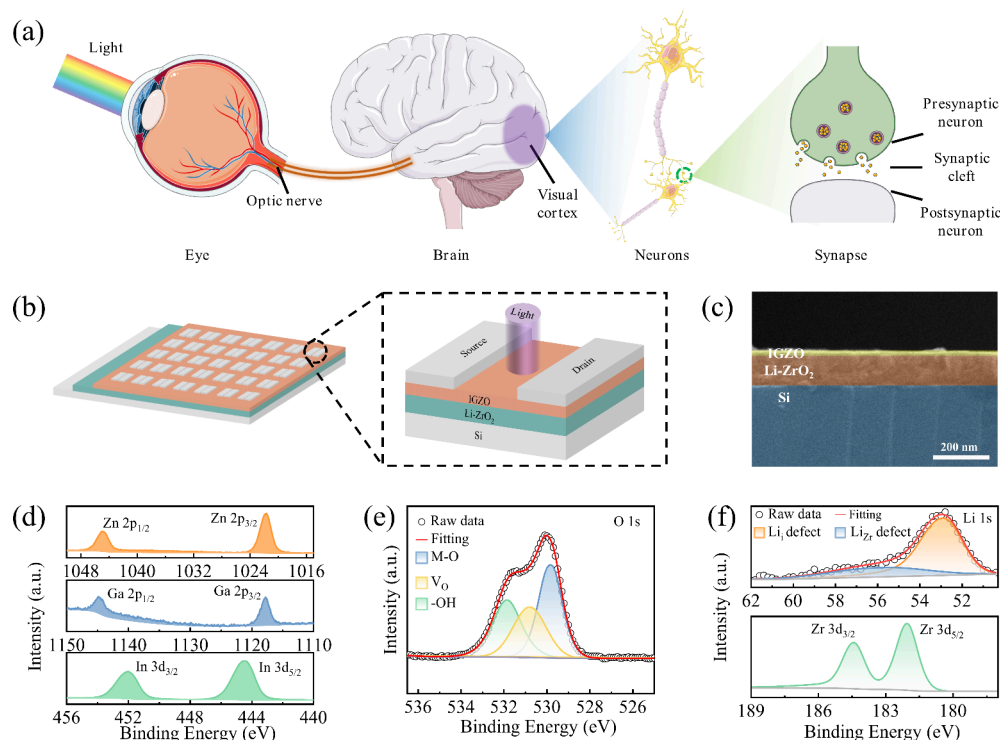 (a)
Light
Optic nerve
Visual
cortex
Presynaptic
neuron
Synaptic
cleft
Postsynaptic
neuron
Eye
Brain
Neurons
Synapse
(b)
Light
Source
Drain
IGZO
Li-ZrO₂
Si
(c)
IGZO
Li-ZrO₂
Si
200 nm
(d)
Zn 2p₁/₂
Zn 2p₃/₂
1048 1040 1032 1024 1016
Ga 2p₁/₂
Ga 2p₃/₂
1150 1140 1130 1120 1110
In 3d₃/₂
In 3d₅/₂
456 452 448 444 440
Intensity (a.u.)
Binding Energy (eV)
(e)
Raw data
Fitting
M-O
V_O
-OH
O 1s
536 534 532 530 528 526
Intensity (a.u.)
Binding Energy (eV)
(f)
Raw data
Fitting
Liᵢ defect
Li_Zr defect
Li 1s
62 60 58 56 54 52
Zr 3d₃/₂
Zr 3d₅/₂
189 186 183 180
Intensity (a.u.)
Binding Energy (eV)